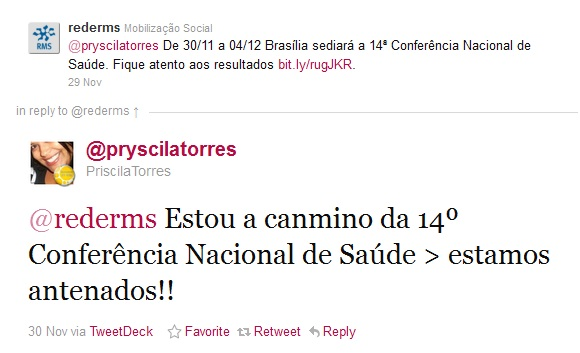 rederms Mobilização Social
@pryscilatorres De 30/11 a 04/12 Brasília sediará a 14ª Conferência Nacional de
Saúde. Fique atento aos resultados bit.ly/rugJKR.
29 Nov
RMS
in reply to @rederms ↑
@pryscilatorres
PriscilaTorres
@rederms Estou a canmino da 14º
Conferência Nacional de Saúde > estamos
antenados!!
30 Nov via TweetDeck Favorite Retweet Reply